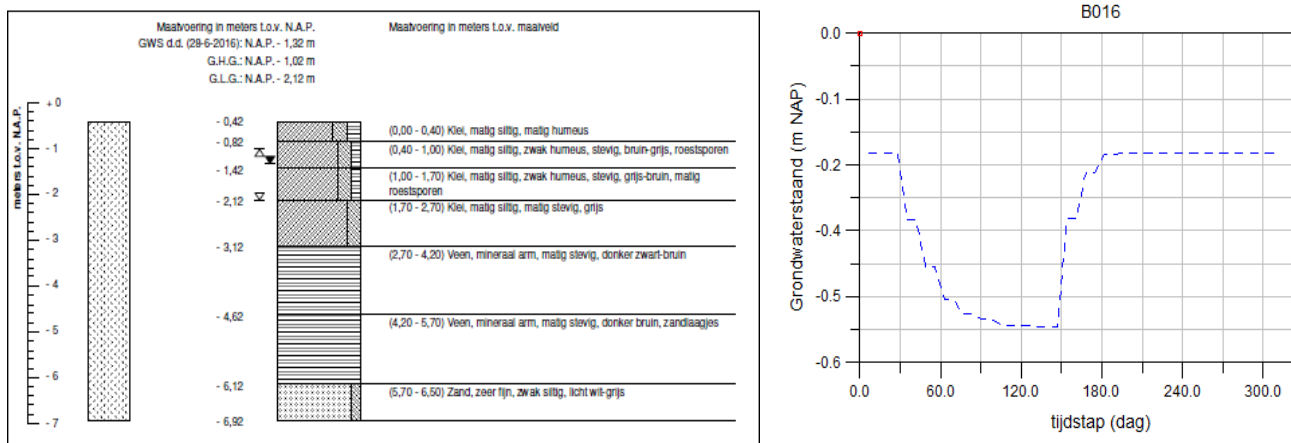 Maatvoering in meters t.o.v. N.A.P.
GWS d.d. (28-6-2016): N.A.P. - 1,32 m
G.H.G.: N.A.P. - 1,02 m
G.L.G.: N.A.P. - 2,12 m
Maatvoering in meters t.o.v. maaiveld
meters t.o.v. N.A.P.
+ 0
- 1
- 2
- 3
- 4
- 5
- 6
- 7
- 0,42
- 0,82
- 1,42
- 2,12
- 3,12
- 4,62
- 6,12
- 6,92
(0,00 - 0,40) Klei, matig siltig, matig humeus
(0,40 - 1,00) Klei, matig siltig, zwak humeus, stevig, bruin-grijs, roestsporen
(1,00 - 1,70) Klei, matig siltig, zwak humeus, stevig, grijs-bruin, matig
roestsporen
(1,70 - 2,70) Klei, matig siltig, matig stevig, grijs
(2,70 - 4,20) Veen, mineraal arm, matig stevig, donker zwart-bruin
(4,20 - 5,70) Veen, mineraal arm, matig stevig, donker bruin, zandlaagjes
(5,70 - 6,50) Zand, zeer fijn, zwak siltig, licht wit-grijs
B016
Grondwaterstaand (m NAP)
0.0
-0.1
-0.2
-0.3
-0.4
-0.5
-0.6
0.0 60.0 120.0 180.0 240.0 300.0
tijdstap (dag)